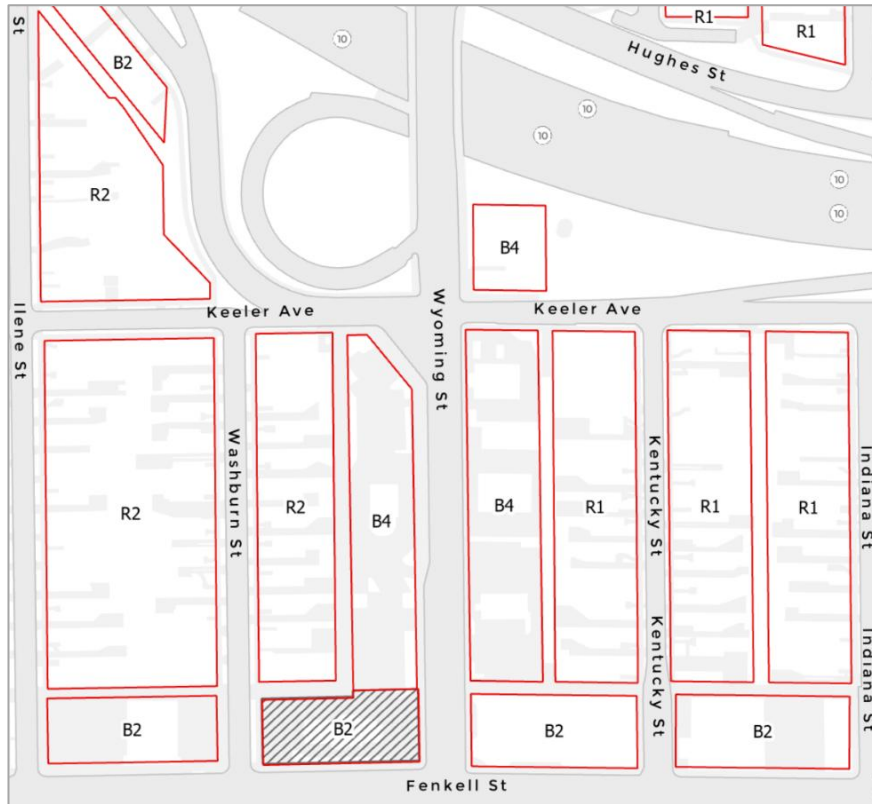 St
B2
10
R1
R1
Hughes St
10
10
10
10
R2
B4
Ilene St
Keeler Ave
Wyoming St
Keeler Ave
R2
Washburn St
R2
B4
B4
R1
Kentucky St
R1
R1
Indiana St
Kentucky St
Indiana St
B2
B2
B2
B2
Fenkell St